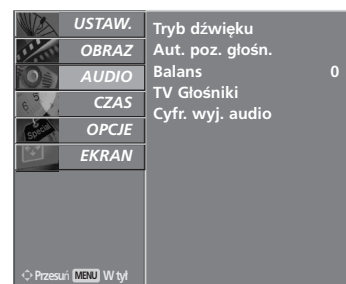 USTAW.
OBRAZ
AUDIO
CZAS
OPCJE
EKRAN
Tryb dźwięku
Aut. poz. głośn.
Balans 0
TV Głośniki
Cyfr. wyj. audio
Przesuń MENU W tył